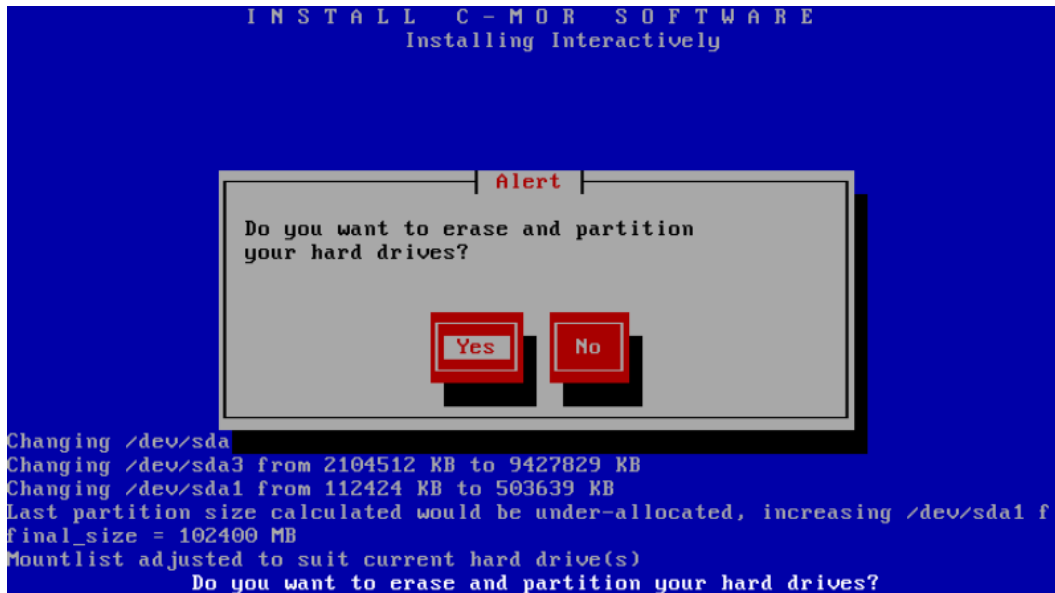 INSTALL C-MOR SOFTWARE
Installing Interactively
Alert
Do you want to erase and partition
your hard drives?
Yes No
Changing /dev/sda
Changing /dev/sda3 from 2104512 KB to 9427829 KB
Changing /dev/sda1 from 112424 KB to 503639 KB
Last partition size calculated would be under-allocated, increasing /dev/sda1 f
final_size = 102400 MB
Mountlist adjusted to suit current hard drive(s)
Do you want to erase and partition your hard drives?